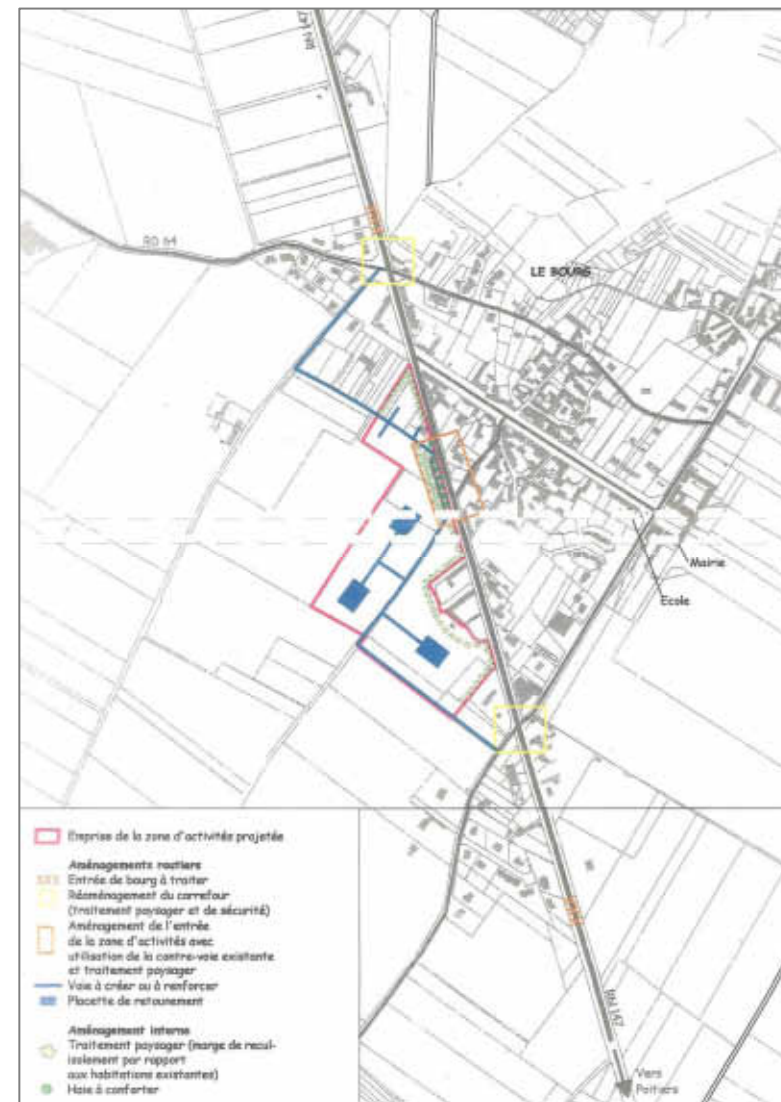 RN 147
RD 64
LE BOURG
Mairie
Ecole
RN 147
Vers
Poitiers
Emprise de la zone d'activités projetée
Aménagements routiers
Entrée de bourg à traiter
Réaménagement du carrefour
(traitement paysager et de sécurité)
Aménagement de l'entrée
de la zone d'activités avec
utilisation de la contre-voie existante
et traitement paysager
Voie à créer ou à renforcer
Placette de retounement
Aménagement interne
Traitement paysager (marge de recul-
isolement par rapport
aux habitations existantes)
Haie à conforter